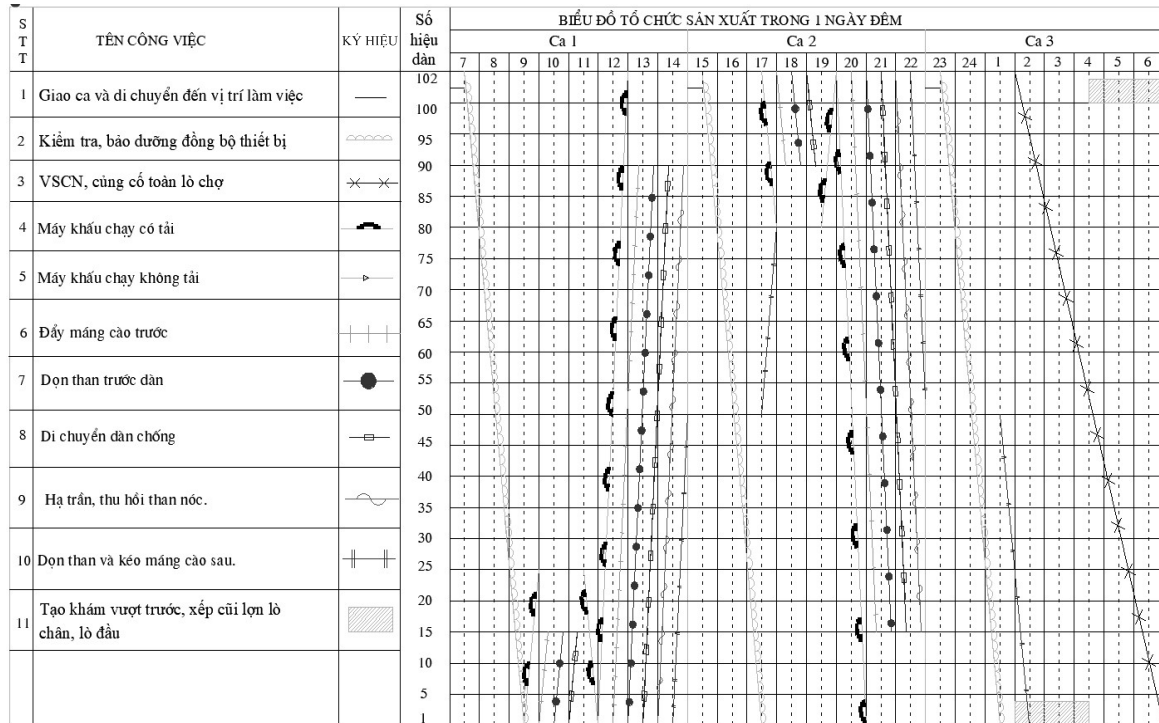 STT
TÊN CÔNG VIỆC
KÝ HIỆU
Số hiệu dàn
BIỂU ĐỒ TỔ CHỨC SẢN XUẤT TRONG 1 NGÀY ĐÊM
Ca 1 Ca 2 Ca 3
7 8 9 10 11 12 13 14 15 16 17 18 19 20 21 22 23 24 1 2 3 4 5 6
1 Giao ca và di chuyển đến vị trí làm việc
2 Kiểm tra, bảo dưỡng đồng bộ thiết bị
3 VSCN, củng cố toàn lò chợ
4 Máy khấu chạy có tải
5 Máy khấu chạy không tải
6 Đẩy máng cào trước
7 Dọn than trước dàn
8 Di chuyển dàn chống
9 Hạ trần, thu hồi than nóc.
10 Dọn than và kéo máng cào sau.
11 Tạo khám vượt trước, xếp cũi lợn lò
chân, lò đầu
102
100
95
90
85
80
75
70
65
60
55
50
45
40
35
30
25
20
15
10
5
1